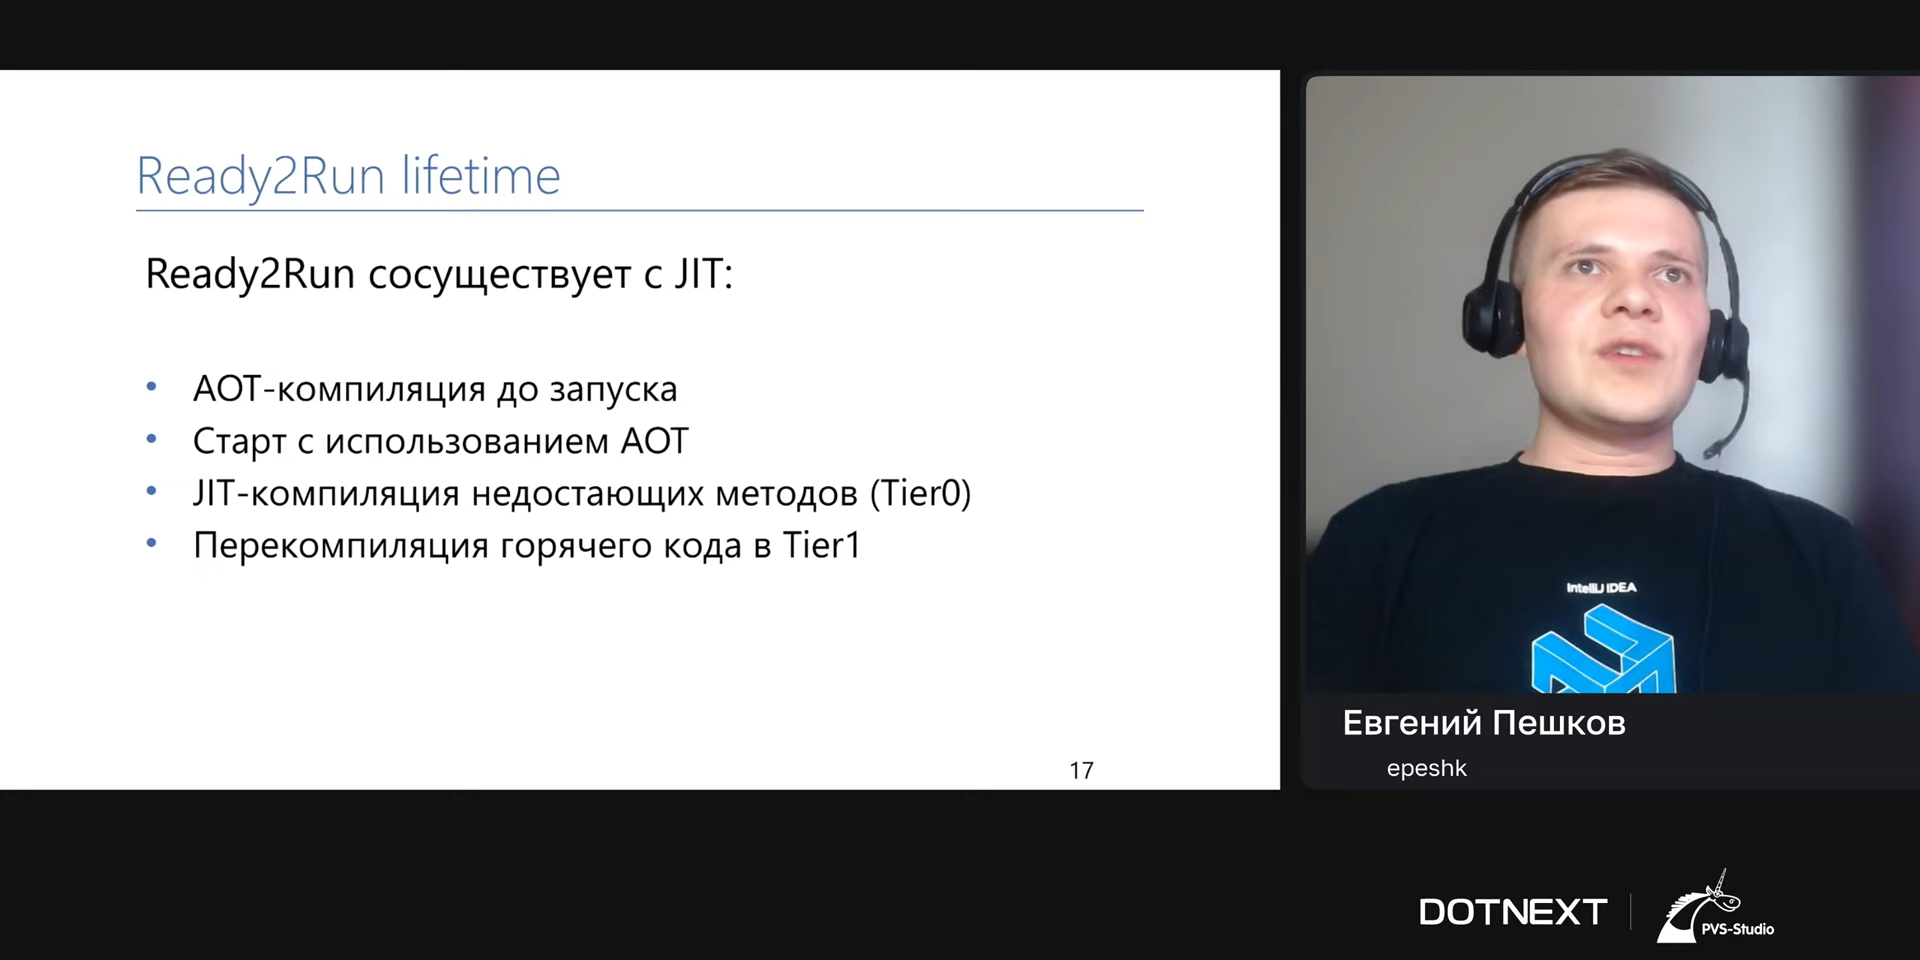 Ready2Run lifetime
Ready2Run сосуществует с JIT:
• AOT-компиляция до запуска
• Старт с использованием AOT
• JIT-компиляция недостающих методов (Tier0)
• Перекомпиляция горячего кода в Tier1
17
IntelliJ IDEA
Евгений Пешков
epeshk
DOTNEXT
PVS-Studio